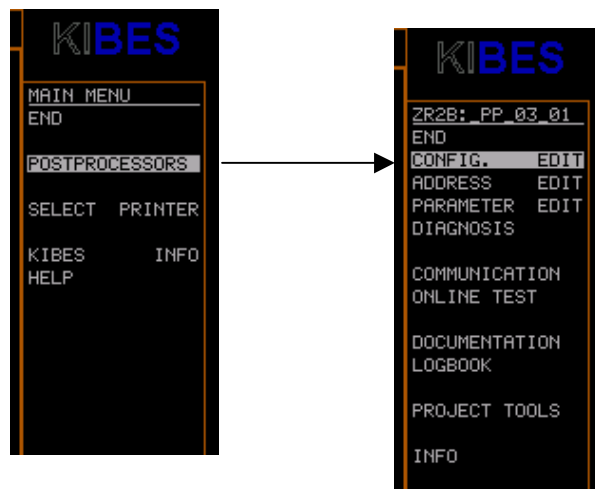 KIBES
MAIN MENU
END
POSTPROCESSORS
SELECT PRINTER
KIBES INFO
HELP
KIBES
ZR2B:_PP_03_01
END
CONFIG. EDIT
ADDRESS EDIT
PARAMETER EDIT
DIAGNOSIS
COMMUNICATION
ONLINE TEST
DOCUMENTATION
LOGBOOK
PROJECT TOOLS
INFO